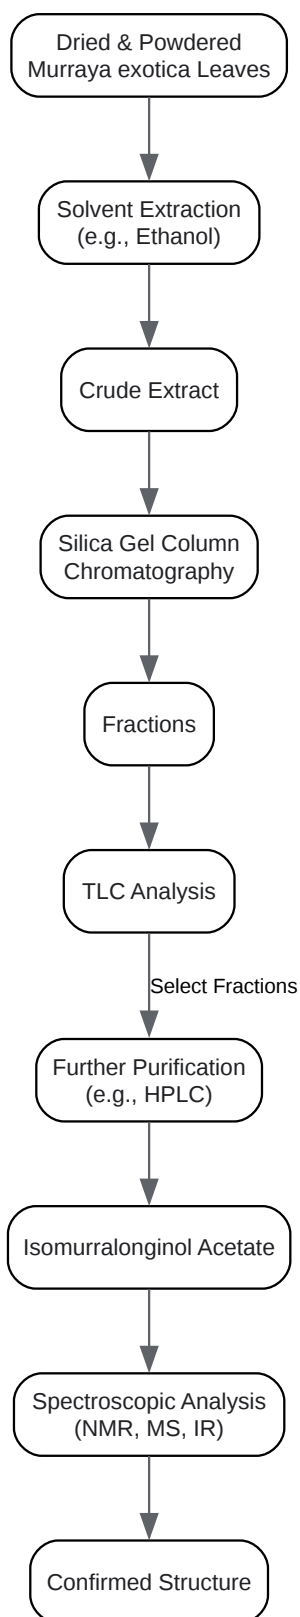 Dried & Powdered
Murraya exotica Leaves
Solvent Extraction
(e.g., Ethanol)
Crude Extract
Silica Gel Column
Chromatography
Fractions
TLC Analysis
Select Fractions
Further Purification
(e.g., HPLC)
Isomurralonginol Acetate
Spectroscopic Analysis
(NMR, MS, IR)
Confirmed Structure